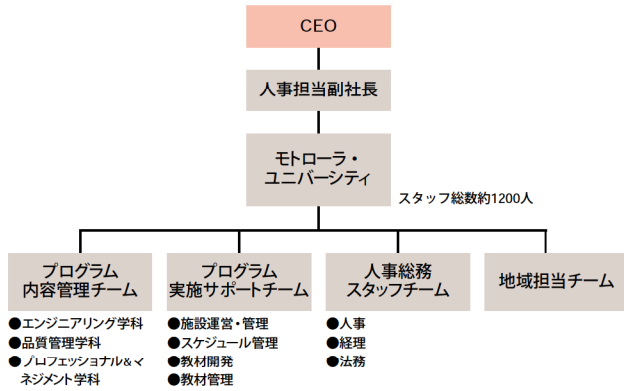 CEO
人事担当副社長
モトローラ・
ユニバーシティ
スタッフ総数約1200人
プログラム
内容管理チーム
●エンジニアリング学科
●品質管理学科
●プロフェッショナル&マ
ネジメント学科
プログラム
実施サポートチーム
●施設運営・管理
●スケジュール管理
●教材開発
●教材管理
人事総務
スタッフチーム
●人事
●経理
●法務
地域担当チーム